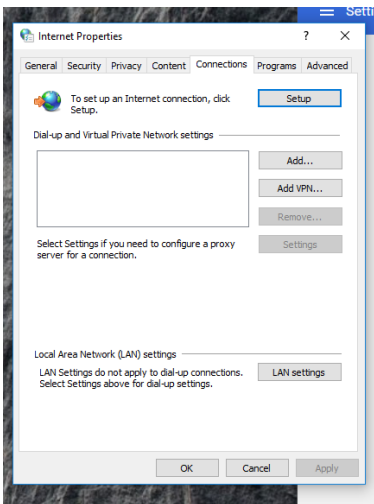 Setti
Internet Properties
? X
General Security Privacy Content Connections Programs Advanced
To set up an Internet connection, click
Setup.
Setup
Dial-up and Virtual Private Network settings
Add...
Add VPN...
Remove...
Select Settings if you need to configure a proxy
server for a connection.
Settings
Local Area Network (LAN) settings
LAN Settings do not apply to dial-up connections.
Select Settings above for dial-up settings.
LAN settings
OK Cancel Apply